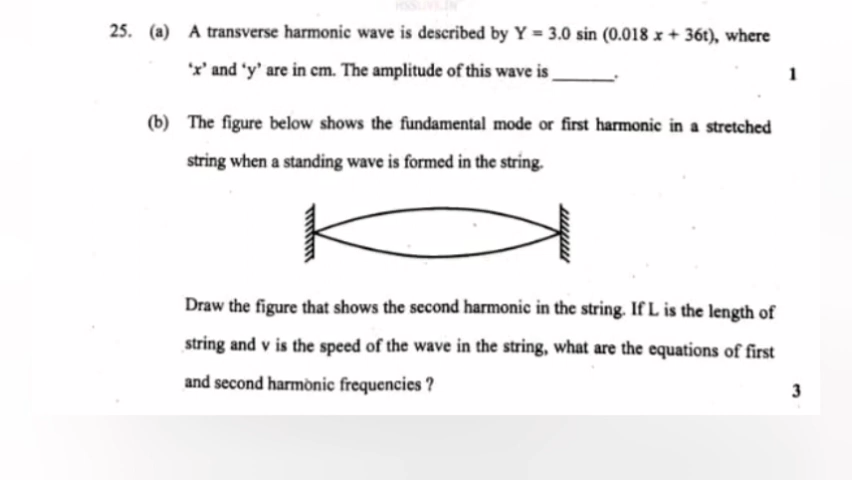 HSSLIVE.IN
25. (a) A transverse harmonic wave is described by Y = 3.0 sin (0.018 x + 36t), where
'x' and 'y' are in cm. The amplitude of this wave is _______. 1
(b) The figure below shows the fundamental mode or first harmonic in a stretched
string when a standing wave is formed in the string.
Draw the figure that shows the second harmonic in the string. If L is the length of
string and v is the speed of the wave in the string, what are the equations of first
and second harmonic frequencies ? 3